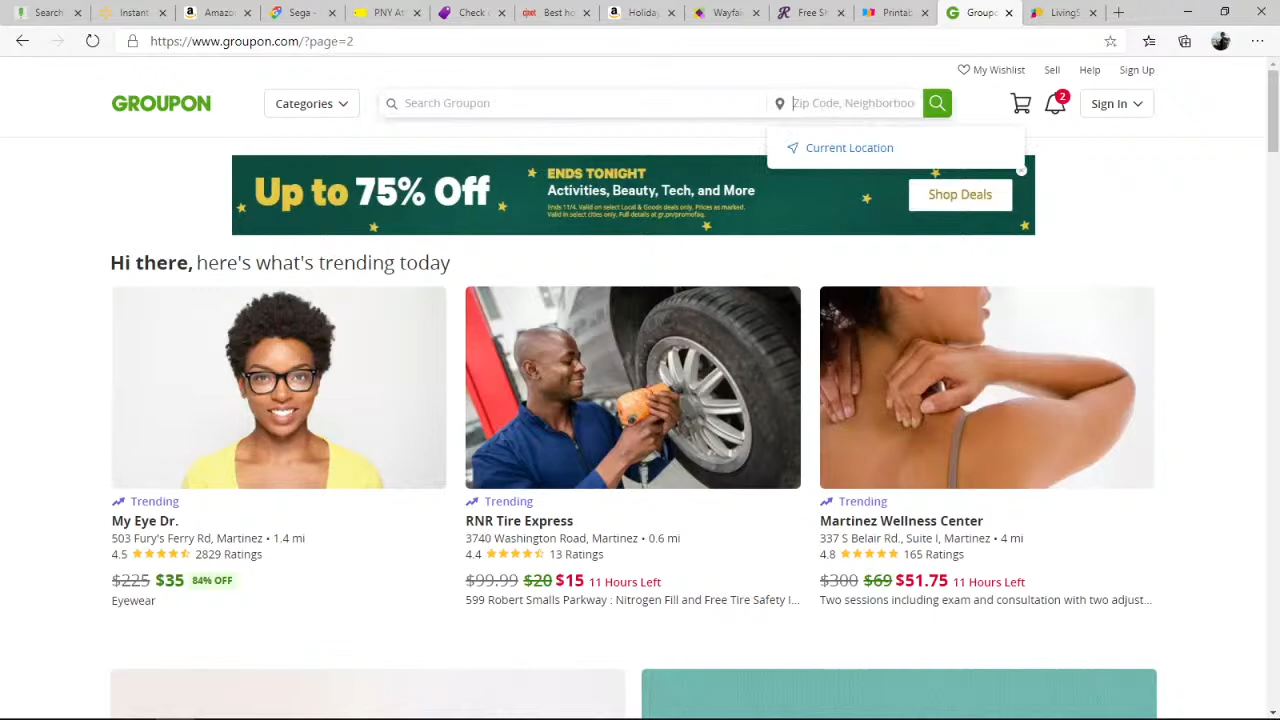 Search
Instant
Amazo
Sega -
PNY At
Check
Best ho
Holiday
Wayfai
Free Sh
Printab
Groupo
LivingS
https://www.groupon.com/?page=2
My Wishlist Sell Help Sign Up
GROUPON
Categories
Search Groupon
Zip Code, Neighborhoo
2
Sign In
Current Location
Up to 75% Off
ENDS TONIGHT
Activities, Beauty, Tech, and More
Ends 11/4. Valid on select Local & Goods deals only. Prices as marked.
Valid in select cities only. Full details at gr.pn/promofaq.
Shop Deals
Hi there, here's what's trending today
Trending
My Eye Dr.
503 Fury's Ferry Rd, Martinez • 1.4 mi
4.5 2829 Ratings
$225 $35 84% OFF
Eyewear
Trending
RNR Tire Express
3740 Washington Road, Martinez • 0.6 mi
4.4 13 Ratings
$99.99 $20 $15 11 Hours Left
599 Robert Smalls Parkway : Nitrogen Fill and Free Tire Safety I...
Trending
Martinez Wellness Center
337 S Belair Rd., Suite I, Martinez • 4 mi
4.8 165 Ratings
$300 $69 $51.75 11 Hours Left
Two sessions including exam and consultation with two adjust...